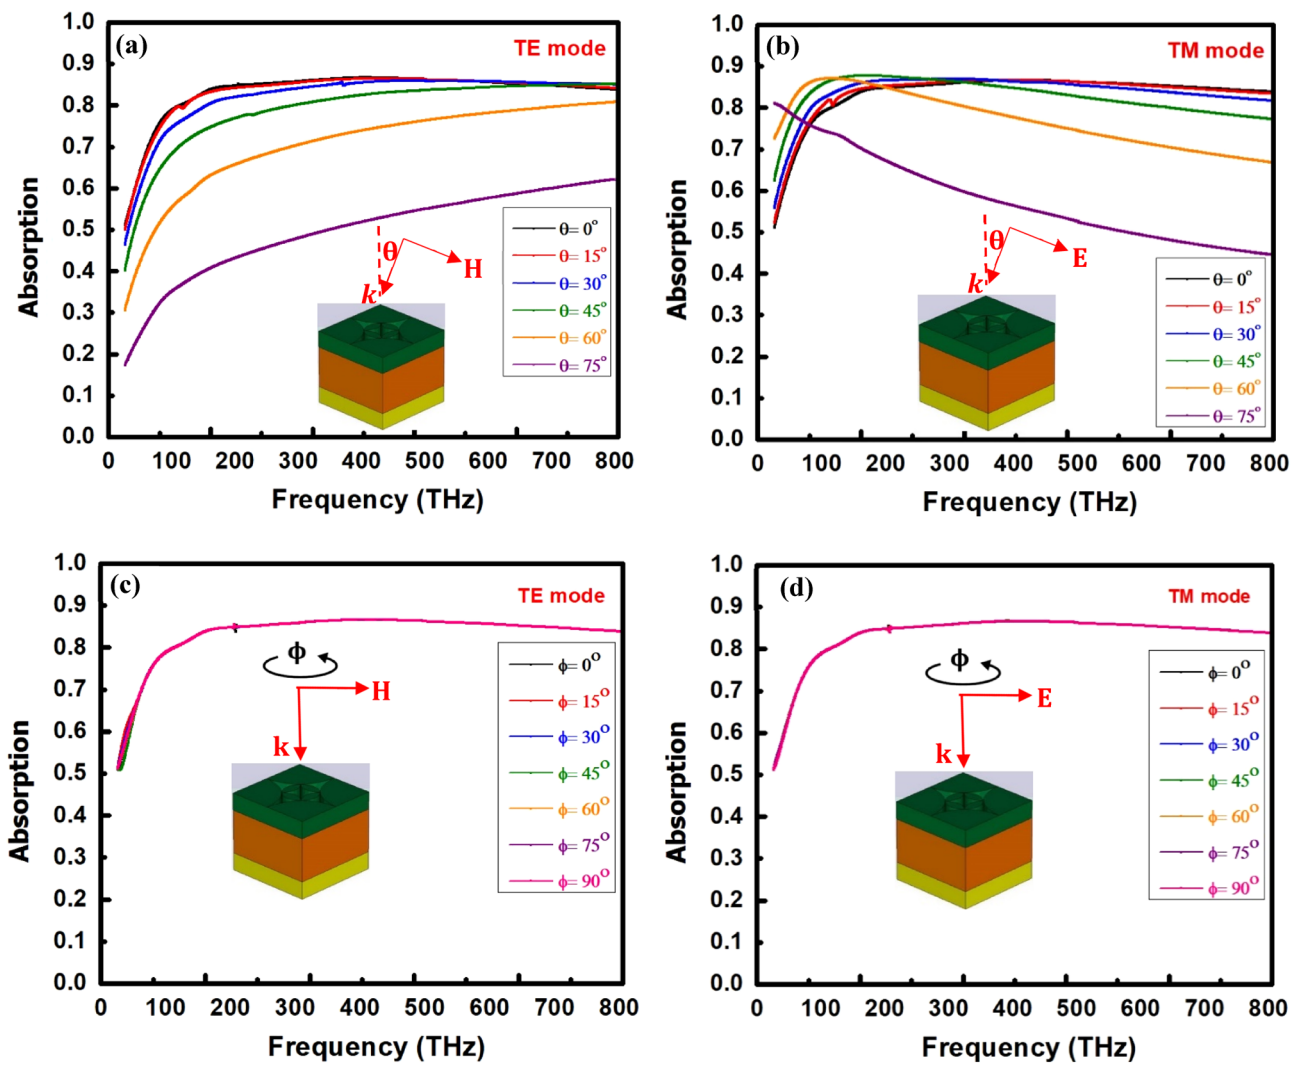 (a)
TE mode
1.0
0.9
0.8
0.7
0.6
0.5
0.4
0.3
0.2
0.1
0.0
Absorption
θ
H
k
θ= 0°
θ= 15°
θ= 30°
θ= 45°
θ= 60°
θ= 75°
0 100 200 300 400 500 600 700 800
Frequency (THz)
(b)
TM mode
1.0
0.9
0.8
0.7
0.6
0.5
0.4
0.3
0.2
0.1
0.0
Absorption
θ
E
k
θ= 0°
θ= 15°
θ= 30°
θ= 45°
θ= 60°
θ= 75°
0 100 200 300 400 500 600 700 800
Frequency (THz)
(c)
TE mode
1.0
0.9
0.8
0.7
0.6
0.5
0.4
0.3
0.2
0.1
0.0
Absorption
ϕ
H
k
ϕ= 0°
ϕ= 15°
ϕ= 30°
ϕ= 45°
ϕ= 60°
ϕ= 75°
ϕ= 90°
0 100 200 300 400 500 600 700 800
Frequency (THz)
(d)
TM mode
1.0
0.9
0.8
0.7
0.6
0.5
0.4
0.3
0.2
0.1
0.0
Absorption
ϕ
E
k
ϕ= 0°
ϕ= 15°
ϕ= 30°
ϕ= 45°
ϕ= 60°
ϕ= 75°
ϕ= 90°
0 100 200 300 400 500 600 700 800
Frequency (THz)